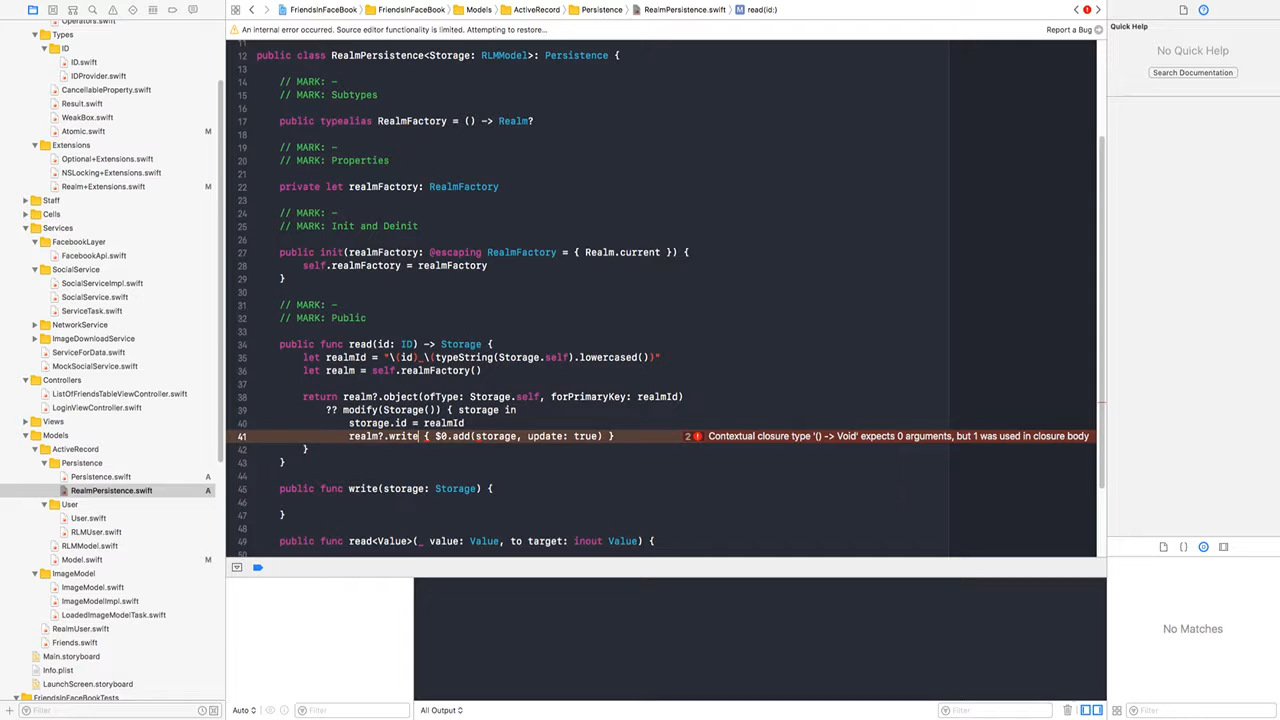 FriendsInFaceBook
FriendsInFaceBook
Models
ActiveRecord
Persistence
RealmPersistence.swift
read(id:)
An internal error occurred. Source editor functionality is limited. Attempting to restore...
Report a Bug
Operators.swift
Types
ID
ID.swift
IDProvider.swift
CancellableProperty.swift
Result.swift
WeakBox.swift
Atomic.swift M
Extensions
Optional+Extensions.swift
NSLocking+Extensions.swift
Realm+Extensions.swift M
Staff
Cells
Services
FacebookLayer
FacebookApi.swift
SocialService
SocialServiceImpl.swift
SocialService.swift
ServiceTask.swift
NetworkService
ImageDownloadService
ServiceForData.swift
MockSocialService.swift
Controllers
ListOfFriendsTableViewController.swift
LoginViewController.swift
Views
Models
ActiveRecord
Persistence
Persistence.swift A
RealmPersistence.swift A
User
User.swift
RLMUser.swift
RLMModel.swift
Model.swift M
ImageModel
ImageModel.swift
ImageModelImpl.swift
LoadedImageModelTask.swift
RealmUser.swift
Friends.swift
Main.storyboard
Info.plist
LaunchScreen.storyboard
FriendsInFaceBookTests
Filter
11
12 public class RealmPersistence<Storage: RLMModel>: Persistence {
13
14 // MARK: -
15 // MARK: Subtypes
16
17 public typealias RealmFactory = () -> Realm?
18
19 // MARK: -
20 // MARK: Properties
21
22 private let realmFactory: RealmFactory
23
24 // MARK: -
25 // MARK: Init and Deinit
26
27 public init(realmFactory: @escaping RealmFactory = { Realm.current }) {
28 self.realmFactory = realmFactory
29 }
30
31 // MARK: -
32 // MARK: Public
33
34 public func read(id: ID) -> Storage {
35 let realmId = "\(id)_\(typeString(Storage.self).lowercased())"
36 let realm = self.realmFactory()
37
38 return realm?.object(ofType: Storage.self, forPrimaryKey: realmId)
39 ?? modify(Storage()) { storage in
40 storage.id = realmId
41 realm?.write { $0.add(storage, update: true) } 2 Contextual closure type '() -> Void' expects 0 arguments, but 1 was used in closure body
42 }
43 }
44
45 public func write(storage: Storage) {
46
47 }
48
49 public func read<Value>(_ value: Value, to target: inout Value) {
50
Auto
Filter
All Output
Filter
Quick Help
No Quick Help
Search Documentation
No Matches
Filter